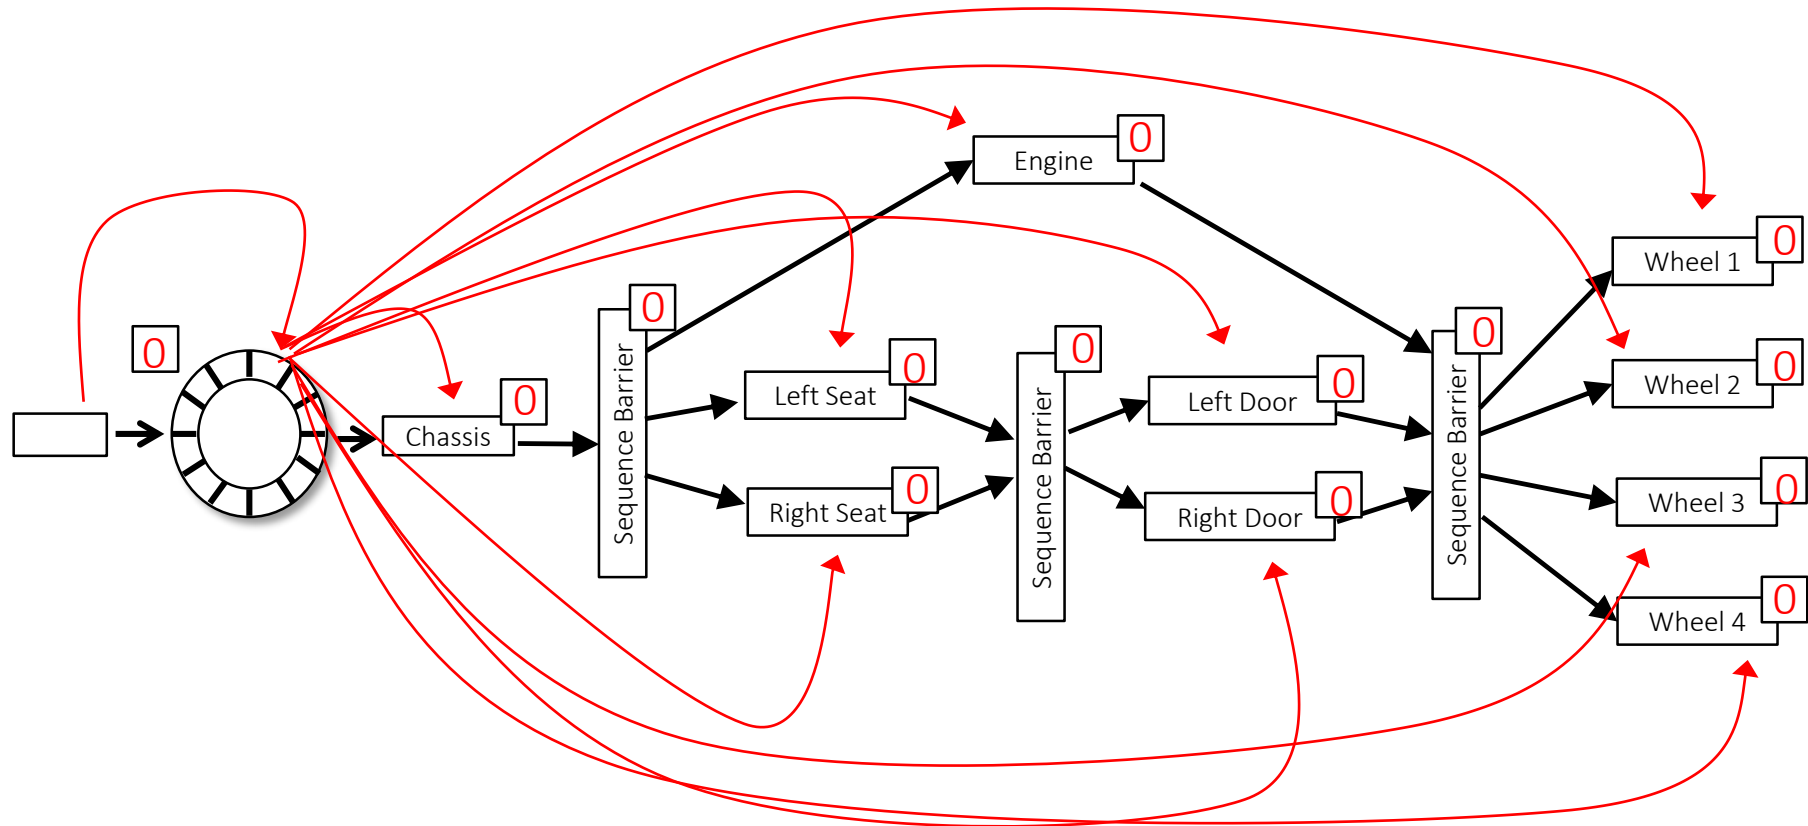 0
Engine
0
0
Wheel 1
0
0
Chassis
0
Sequence Barrier
0
Left Seat
0
Right Seat
0
Sequence Barrier
0
Left Door
0
Right Door
0
Sequence Barrier
0
Wheel 2
0
Wheel 3
0
Wheel 4
0